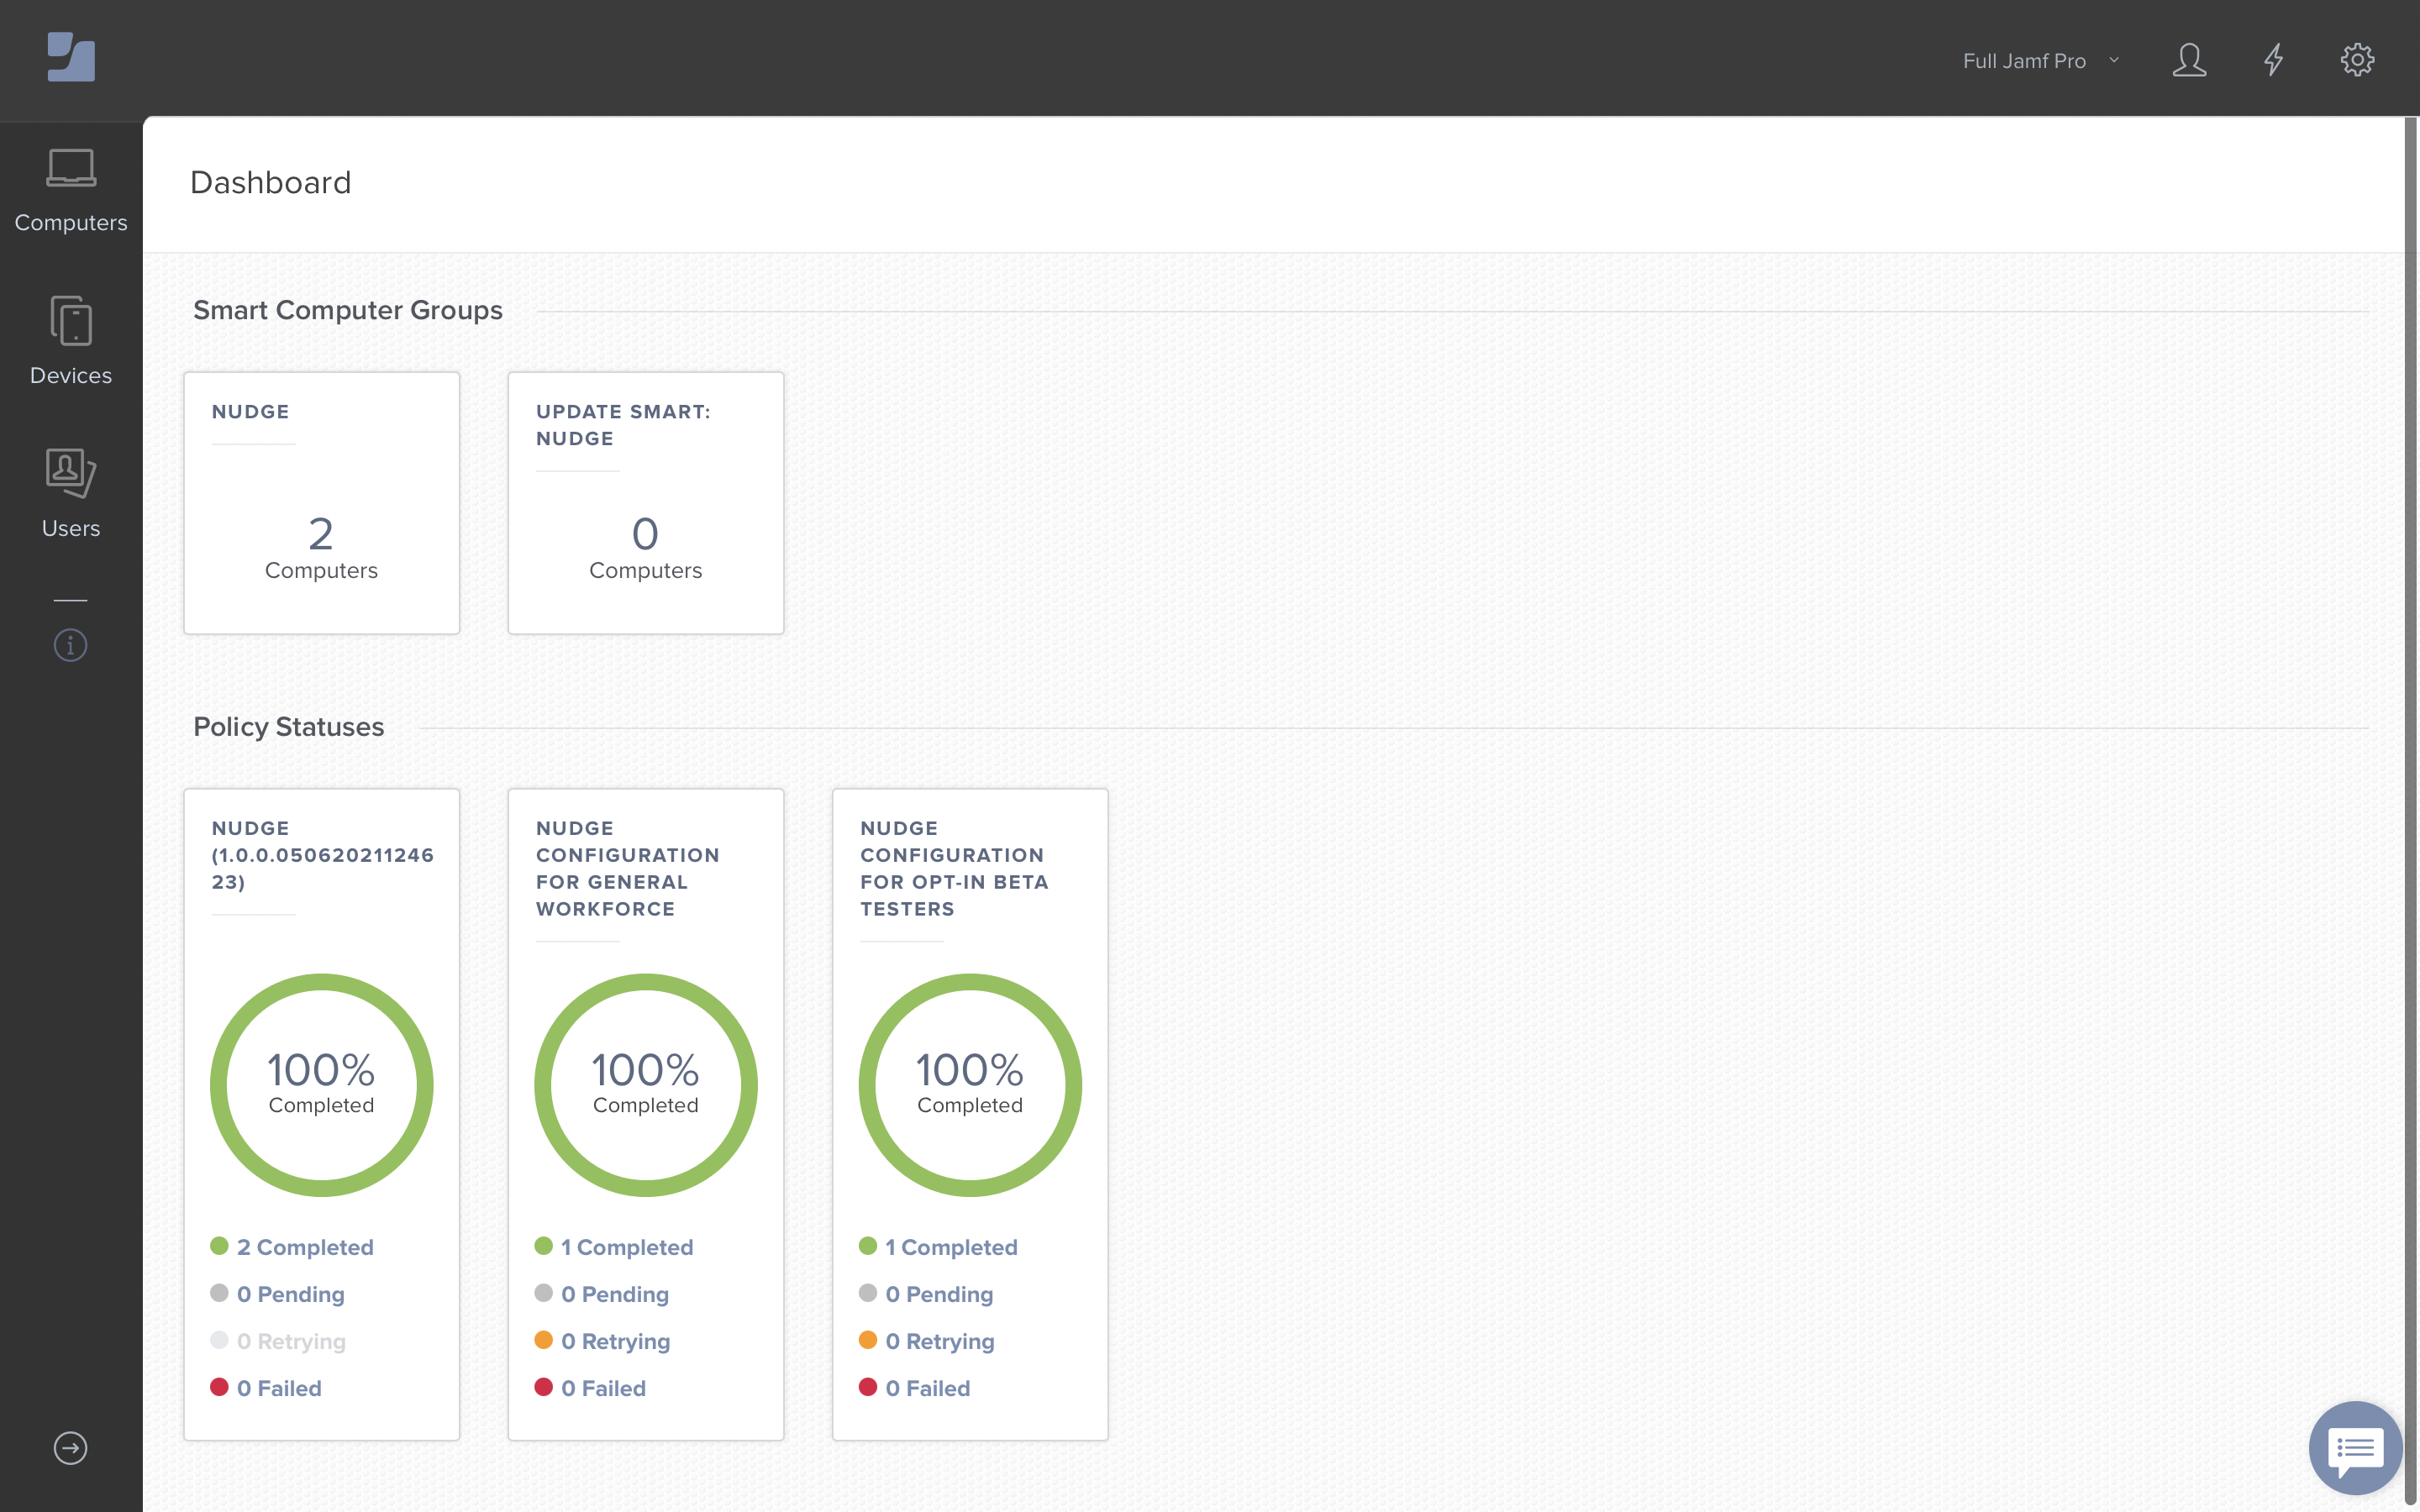 Full Jamf Pro
Computers
Devices
Users
Dashboard
Smart Computer Groups
NUDGE
2
Computers
UPDATE SMART:
NUDGE
0
Computers
Policy Statuses
NUDGE
(1.0.0.050620211246
23)
100%
Completed
2 Completed
0 Pending
0 Retrying
0 Failed
NUDGE
CONFIGURATION
FOR GENERAL
WORKFORCE
100%
Completed
1 Completed
0 Pending
0 Retrying
0 Failed
NUDGE
CONFIGURATION
FOR OPT-IN BETA
TESTERS
100%
Completed
1 Completed
0 Pending
0 Retrying
0 Failed